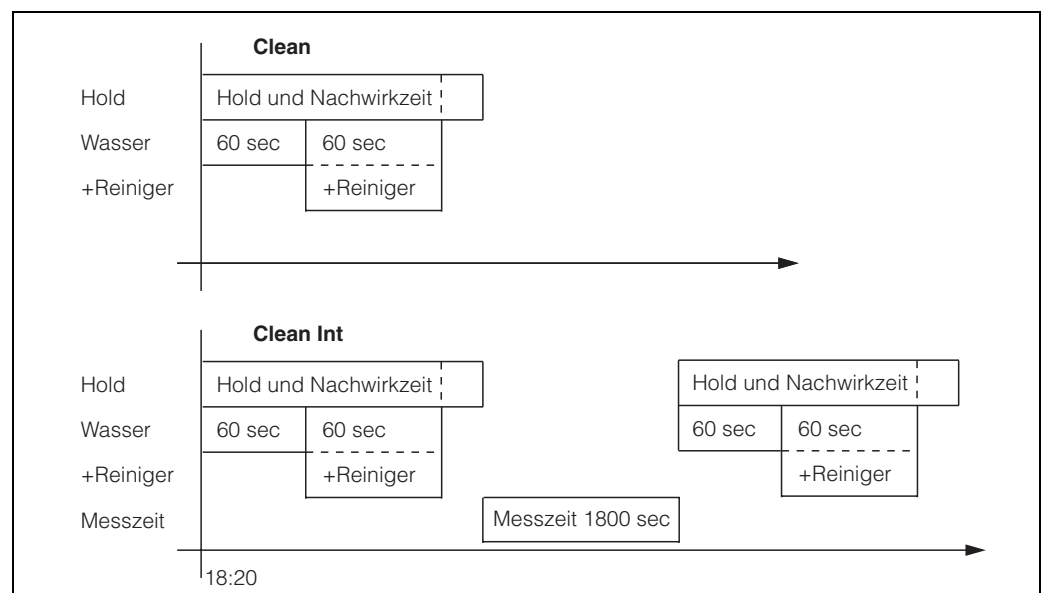 Clean
Hold Hold und Nachwirkzeit
Wasser 60 sec 60 sec
+Reiniger +Reiniger
Clean Int
Hold Hold und Nachwirkzeit Hold und Nachwirkzeit
Wasser 60 sec 60 sec 60 sec 60 sec
+Reiniger +Reiniger +Reiniger
Messzeit Messzeit 1800 sec
18:20